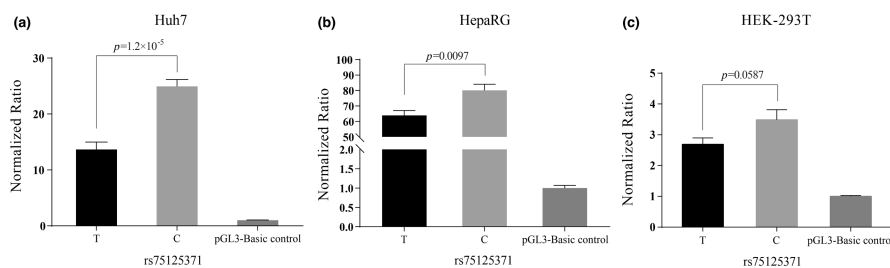 (a)
Huh7
p=1.2×10⁻⁵
30
20
10
0
Normalized Ratio
T
C
pGL3-Basic control
rs75125371
(b)
HepaRG
p=0.0097
100
90
80
70
60
50
2.0
1.5
1.0
0.5
0.0
Normalized Ratio
T
C
pGL3-Basic control
rs75125371
(c)
HEK-293T
p=0.0587
5
4
3
2
1
0
Normalized Ratio
T
C
pGL3-Basic control
rs75125371